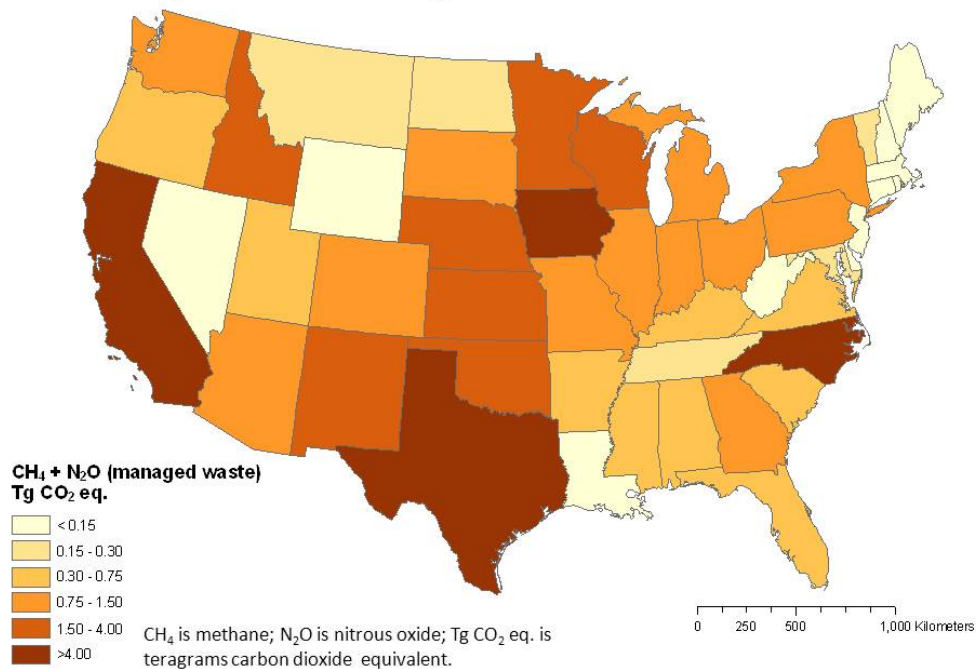 CH₄ + N₂O (managed waste)
Tg CO₂ eq.
< 0.15
0.15 - 0.30
0.30 - 0.75
0.75 - 1.50
1.50 - 4.00
>4.00
CH₄ is methane; N₂O is nitrous oxide; Tg CO₂ eq. is
teragrams carbon dioxide equivalent.
0 250 500 1,000 Kilometers